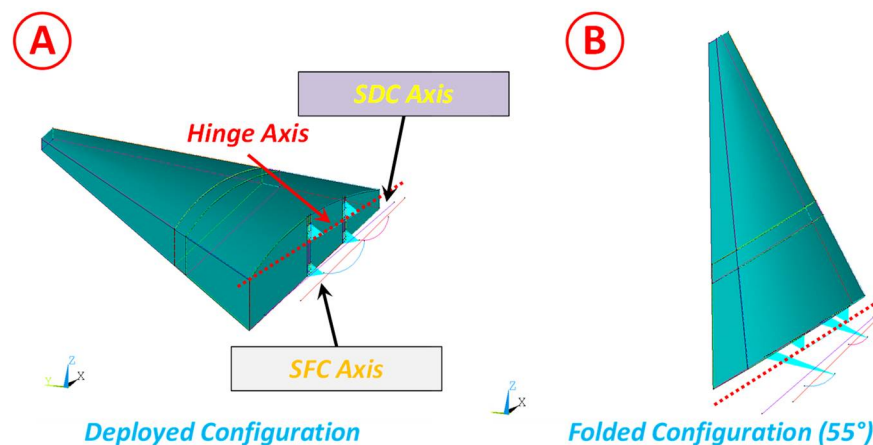 A
B
SDC Axis
Hinge Axis
SFC Axis
Z
Y
X
Z
X
Deployed Configuration
Folded Configuration (55°)